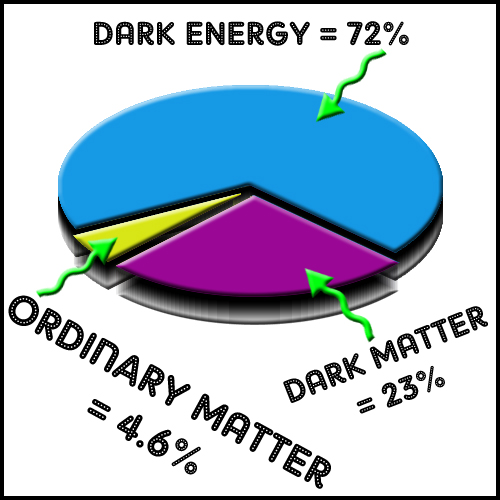 DARK ENERGY = 72%
ORDINARY MATTER
= 4.6%
DARK MATTER
= 23%